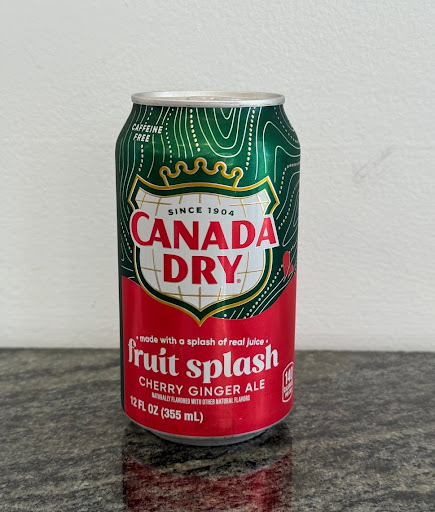 CAFFEINE
FREE
SINCE 1904
CANADA
DRY
made with a splash of real juice
fruit splash
CHERRY GINGER ALE
NATURALLY FLAVORED WITH OTHER NATURAL FLAVORS
12 FL OZ (355 mL)
140